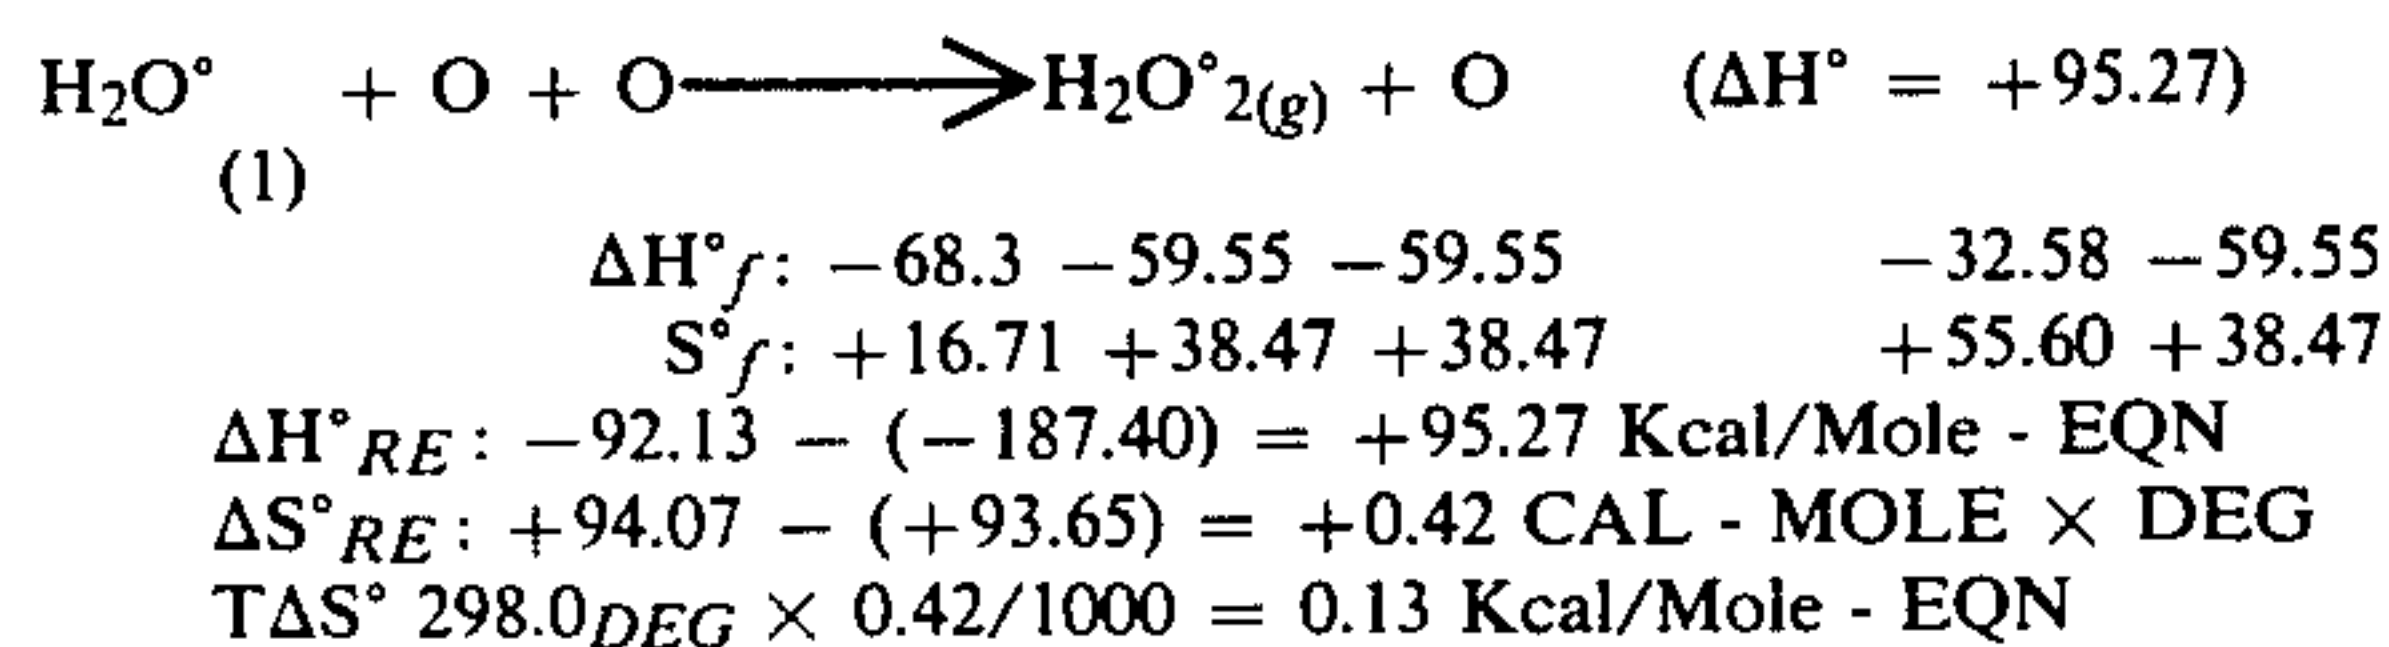 H₂O° + O + O ⟶ H₂O°₂(g) + O (ΔH° = +95.27)
(1)
ΔH°f: −68.3 −59.55 −59.55 −32.58 −59.55
S°f: +16.71 +38.47 +38.47 +55.60 +38.47
ΔH°RE: −92.13 − (−187.40) = +95.27 Kcal/Mole - EQN
ΔS°RE: +94.07 − (+93.65) = +0.42 CAL - MOLE × DEG
TΔS° 298.0DEG × 0.42/1000 = 0.13 Kcal/Mole - EQN